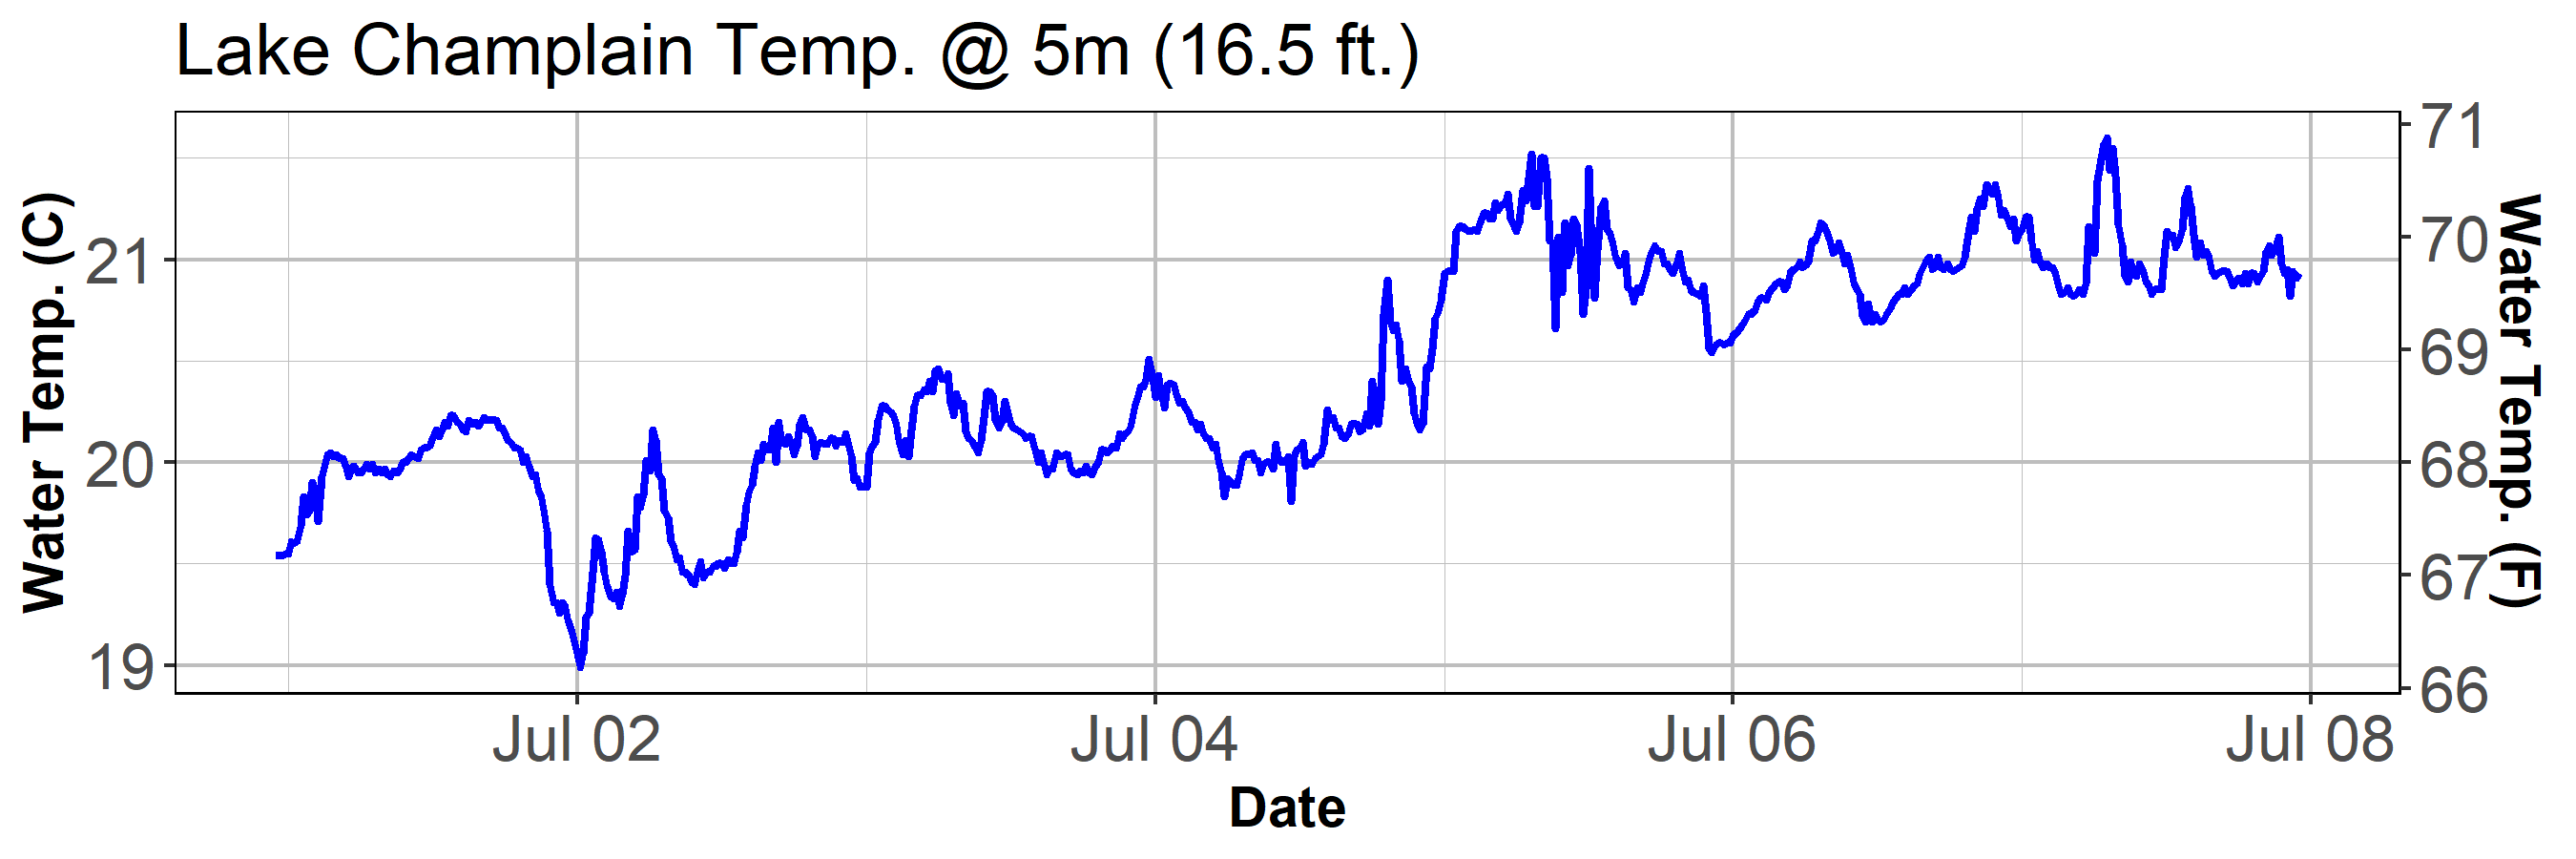 Lake Champlain Temp. @ 5m (16.5 ft.)
Water Temp. (C)
21
20
19
71
70
69
68
67
66
Water Temp. (F)
Jul 02 Jul 04 Jul 06 Jul 08
Date